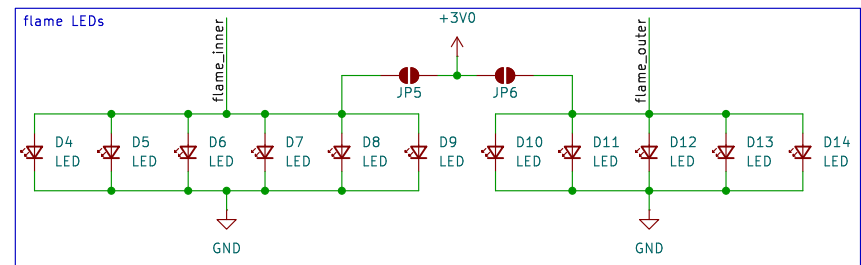 flame LEDs
flame_inner
+3V0
flame_outer
JP5
JP6
D4
LED
D5
LED
D6
LED
D7
LED
D8
LED
D9
LED
D10
LED
D11
LED
D12
LED
D13
LED
D14
LED
GND
GND